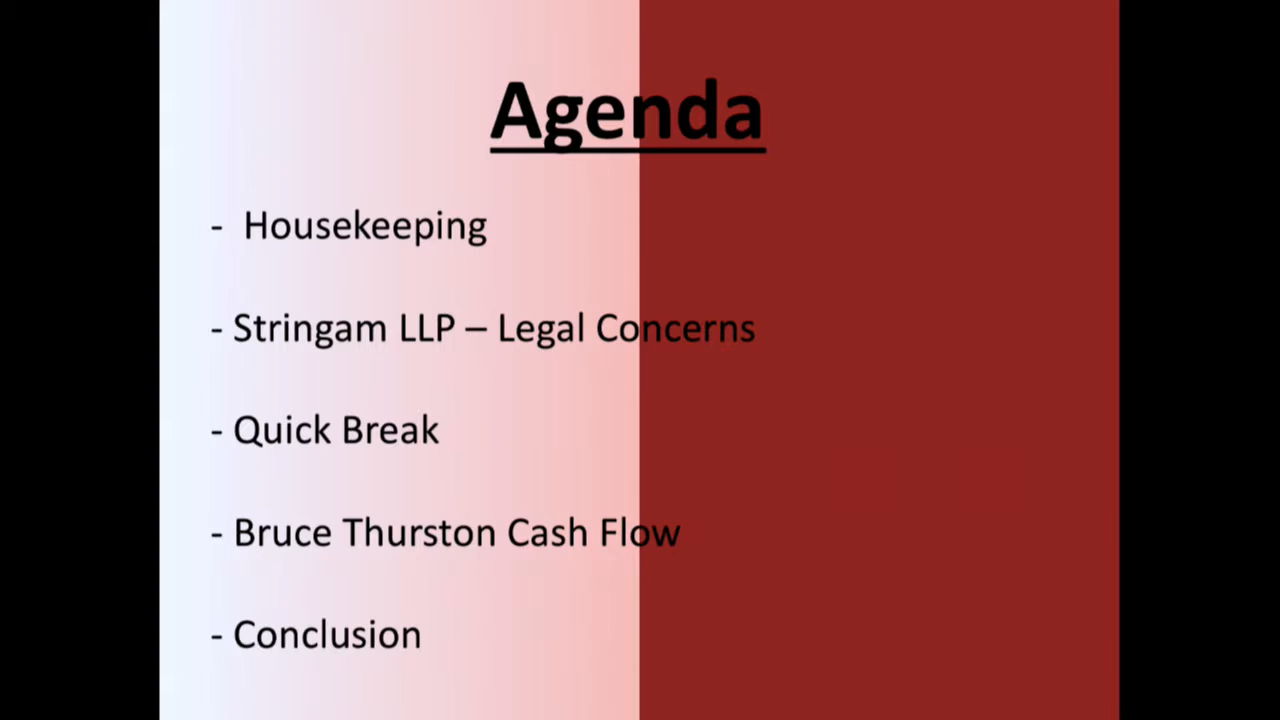 Agenda
- Housekeeping
- Stringam LLP – Legal Concerns
- Quick Break
- Bruce Thurston Cash Flow
- Conclusion